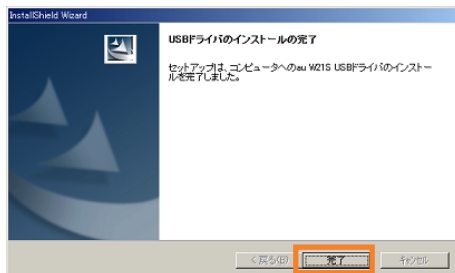 InstallShield Wizard
USBドライバのインストールの完了
セットアップは、コンピュータへのau W21S USBドライバのインストー
ルを完了しました。
< 戻る(B)
完了
キャンセル